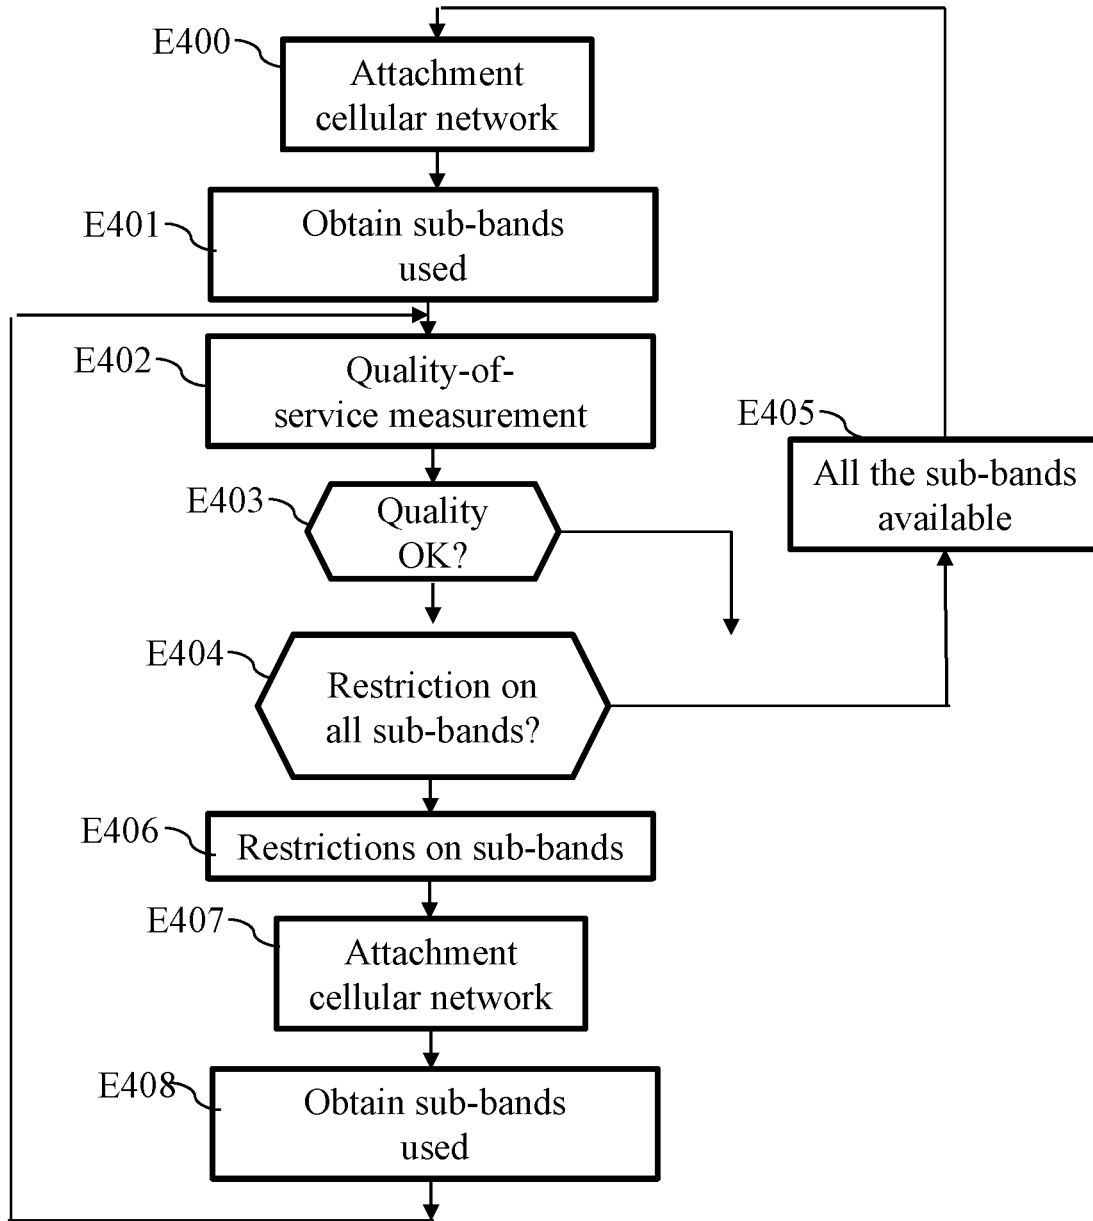 E400
Attachment
cellular network
E401
Obtain sub-bands
used
E402
Quality-of-
service measurement
E405
All the sub-bands
available
E403
Quality
OK?
E404
Restriction on
all sub-bands?
E406
Restrictions on sub-bands
E407
Attachment
cellular network
E408
Obtain sub-bands
used